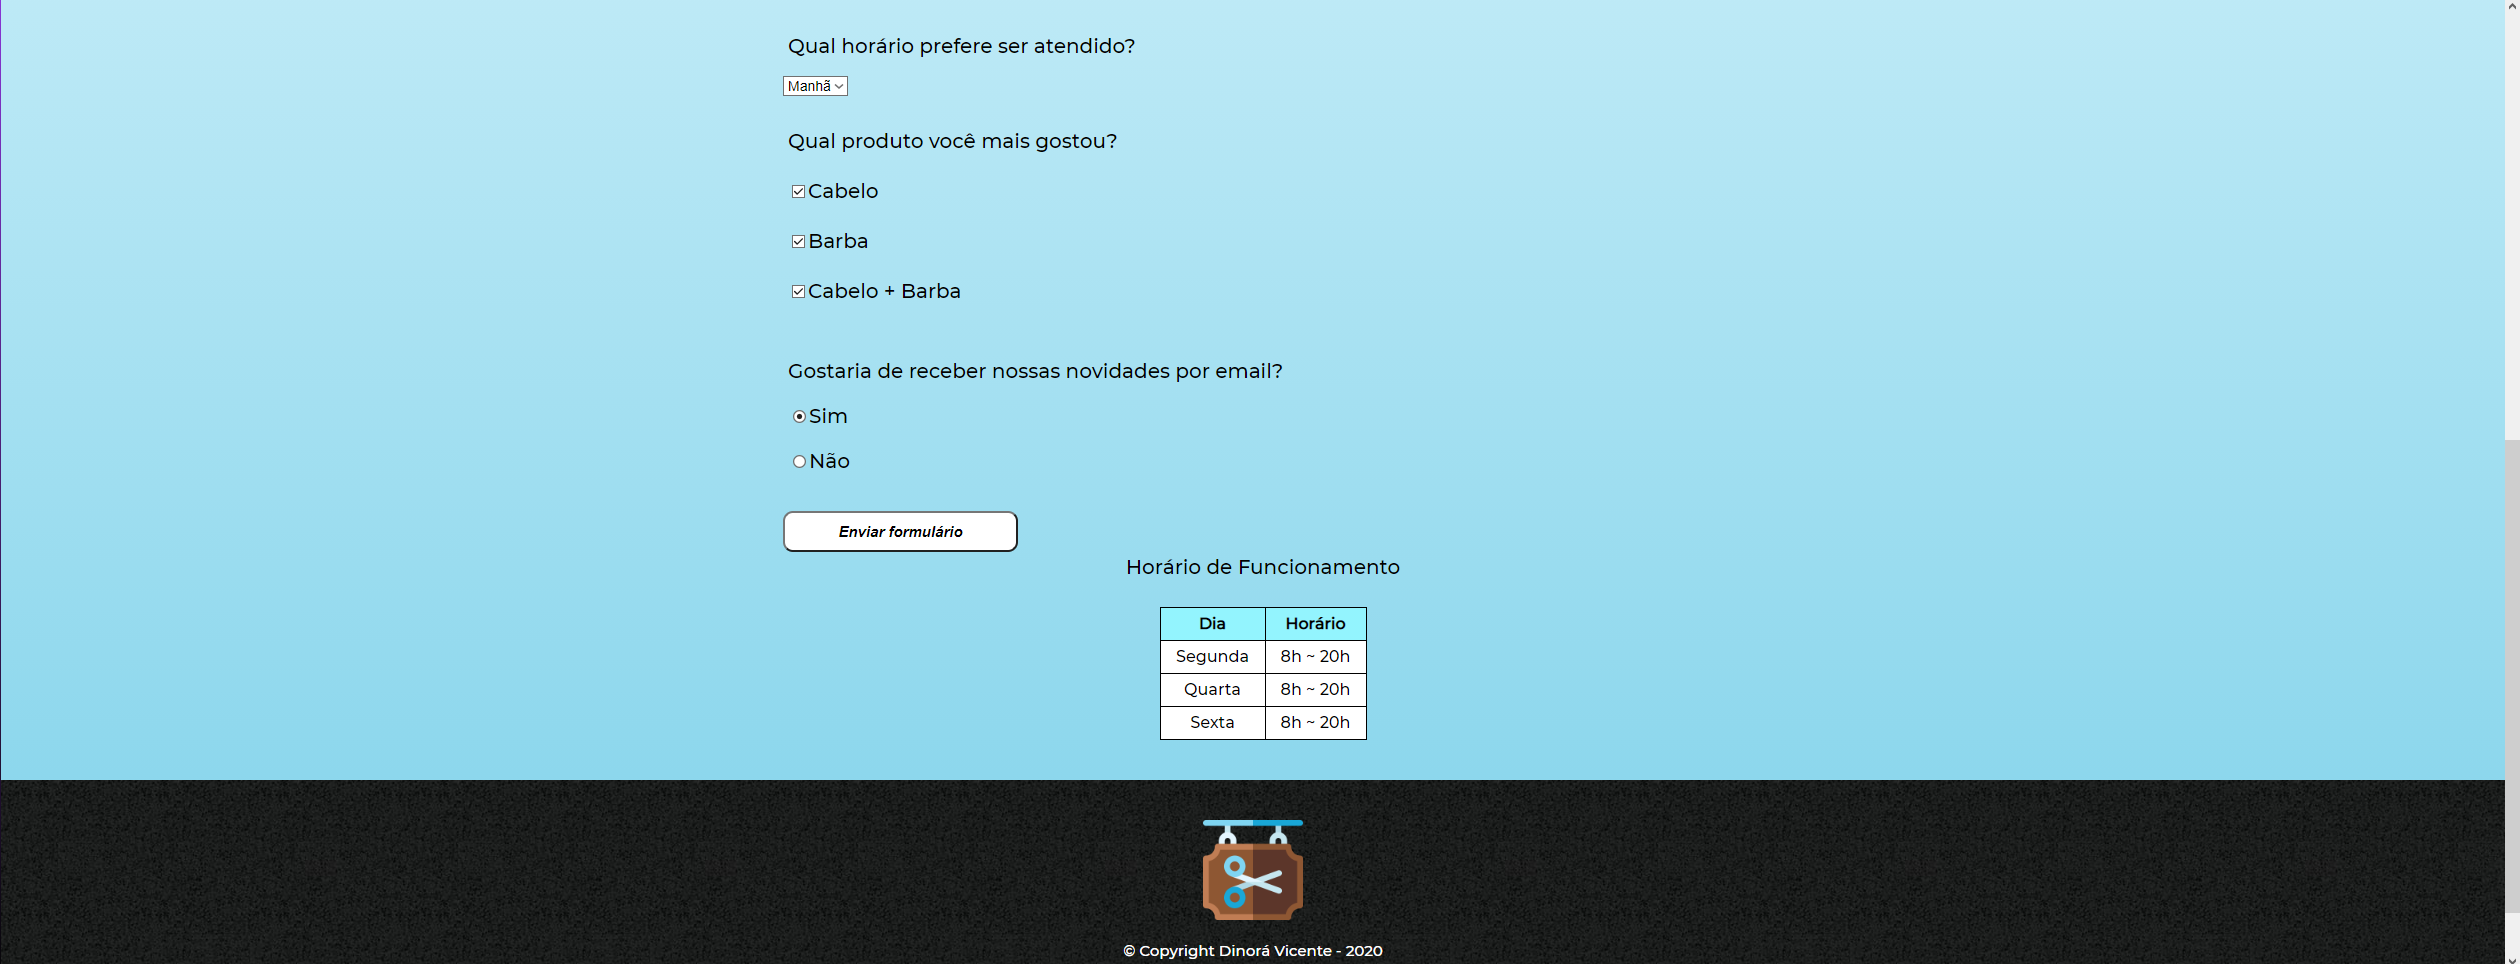 Qual horário prefere ser atendido?
Manhã
Qual produto você mais gostou?
Cabelo
Barba
Cabelo + Barba
Gostaria de receber nossas novidades por email?
Sim
Não
Enviar formulário
Horário de Funcionamento
Dia Horário
Segunda 8h ~ 20h
Quarta 8h ~ 20h
Sexta 8h ~ 20h
© Copyright Dinorá Vicente - 2020